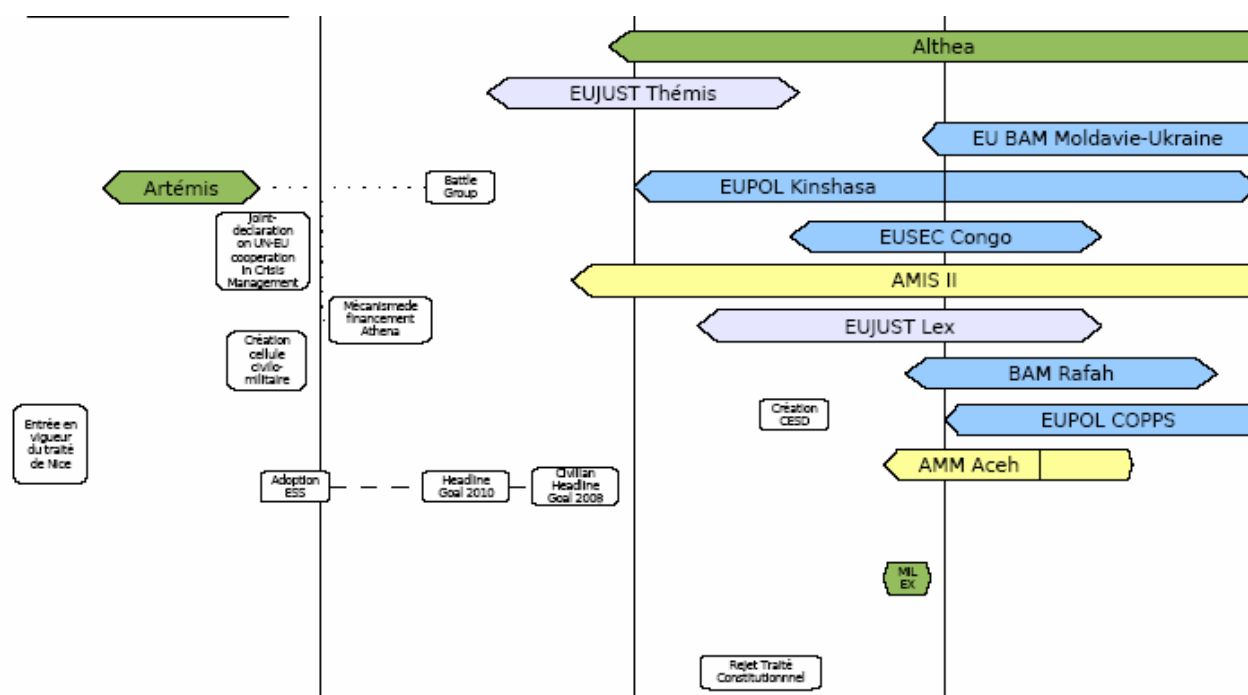 Althea
EUJUST Thémis
EU BAM Moldavie-Ukraine
Artémis
Battle
Group
EUPOL Kinshasa
Joint-
declaration
on UN-EU
cooperation
in Crisis
Management
EUSEC Congo
AMIS II
Mécanismede
financement
Athena
EUJUST Lex
Création
cellule
civilo-
militaire
BAM Rafah
Entrée en
vigueur
du traité
de Nice
Création
CESD
EUPOL COPPS
AMM Aceh
Adoption
ESS
Headline
Goal 2010
Civilian
Headline
Goal 2008
MIL
EX
Rejet Traité
Constitutionnnel